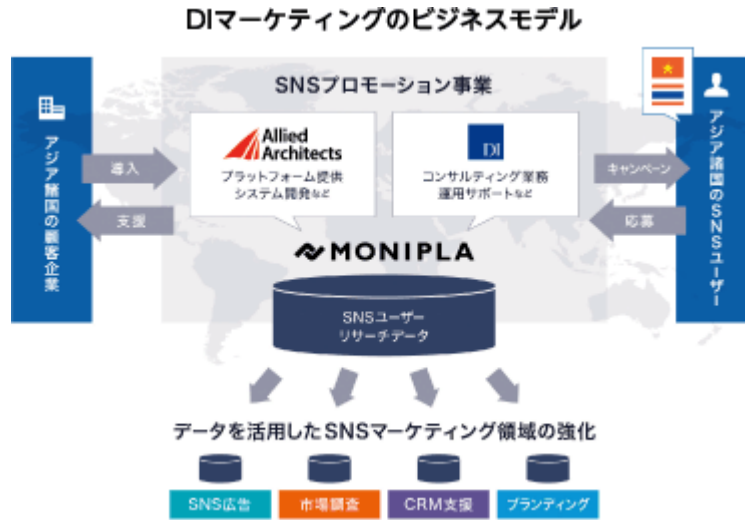 DIマーケティングのビジネスモデル
SNSプロモーション事業
アジア諸国の顧客企業
導入
支援
Allied
Architects
プラットフォーム提供
システム開発など
DI
コンサルティング業務
運用サポートなど
キャンペーン
応募
アジア諸国のSNSユーザー
MONIPLA
SNSユーザー
リサーチデータ
データを活用したSNSマーケティング領域の強化
SNS広告
市場調査
CRM支援
ブランディング